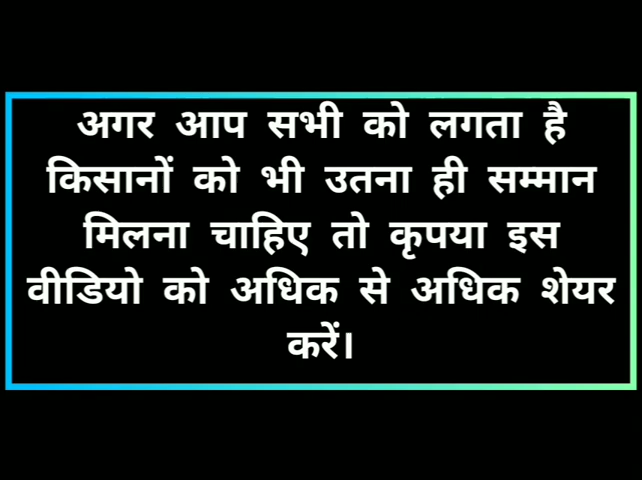 अगर आप सभी को लगता है
किसानों को भी उतना ही सम्मान
मिलना चाहिए तो कृपया इस
वीडियो को अधिक से अधिक शेयर
करें।